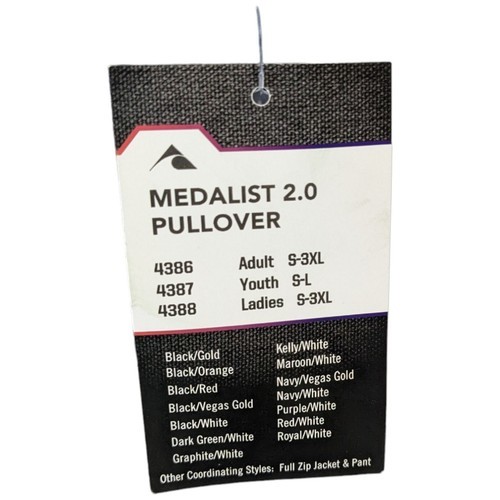 MEDALIST 2.0
PULLOVER
4386 Adult S-3XL
4387 Youth S-L
4388 Ladies S-3XL
Black/Gold
Black/Orange
Black/Red
Black/Vegas Gold
Black/White
Dark Green/White
Graphite/White
Kelly/White
Maroon/White
Navy/Vegas Gold
Navy/White
Purple/White
Red/White
Royal/White
Other Coordinating Styles: Full Zip Jacket & Pant